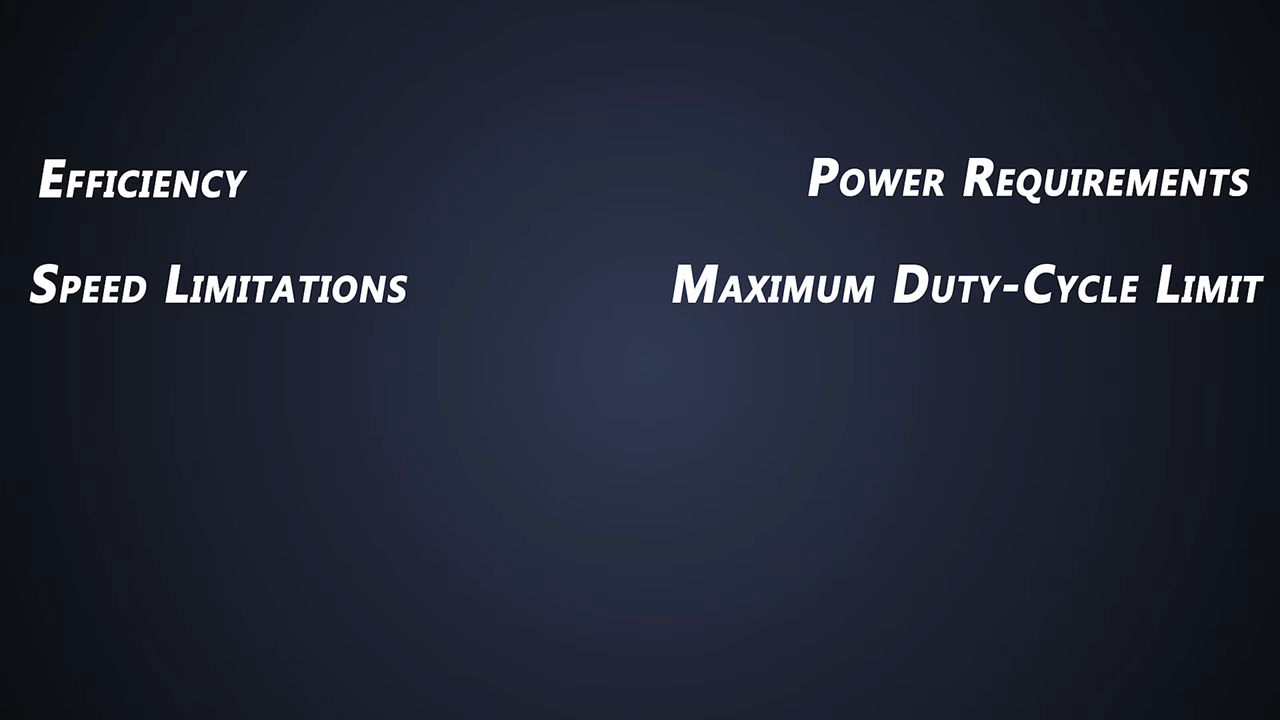 Efficiency
Power Requirements
Speed Limitations
Maximum Duty-Cycle Limit